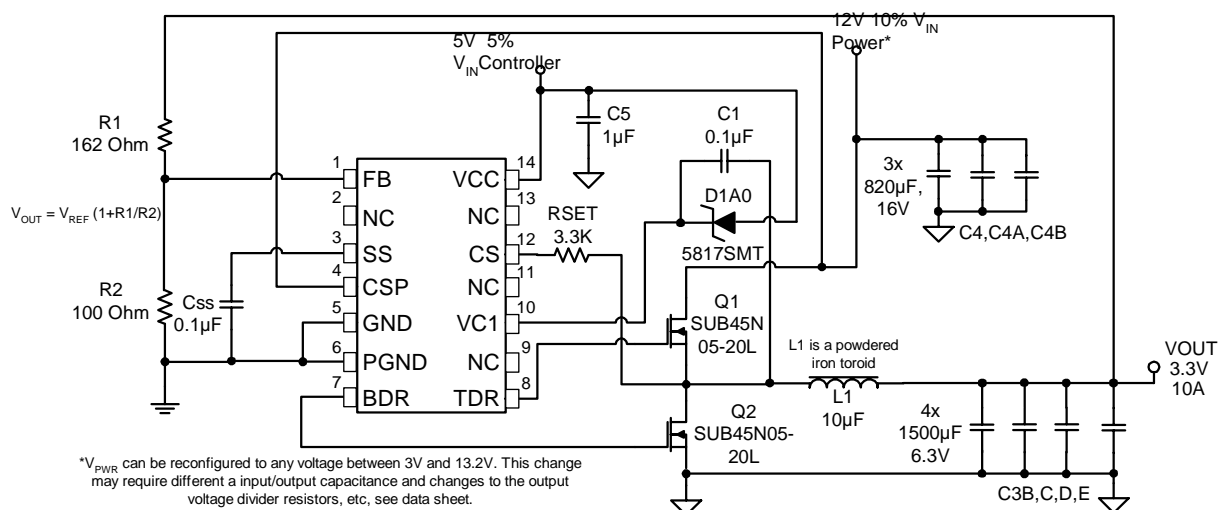 12V 10% VIN
Power*
5V 5%
VINController
R1
162 Ohm
C5
1µF
C1
0.1µF
3x
820µF,
16V
C4,C4A,C4B
D1A0
5817SMT
VOUT = VREF (1+R1/R2)
RSET
3.3K
1
FB
2
NC
3
SS
4
CSP
5
GND
6
PGND
7
BDR
14
VCC
13
NC
12
CS
11
NC
10
VC1
9
NC
8
TDR
R2
100 Ohm
Css
0.1µF
Q1
SUB45N
05-20L
L1 is a powdered
iron toroid
L1
10µF
VOUT
3.3V
10A
Q2
SUB45N05-
20L
4x
1500µF
6.3V
C3B,C,D,E
*VPWR can be reconfigured to any voltage between 3V and 13.2V. This change
may require different a input/output capacitance and changes to the output
voltage divider resistors, etc, see data sheet.